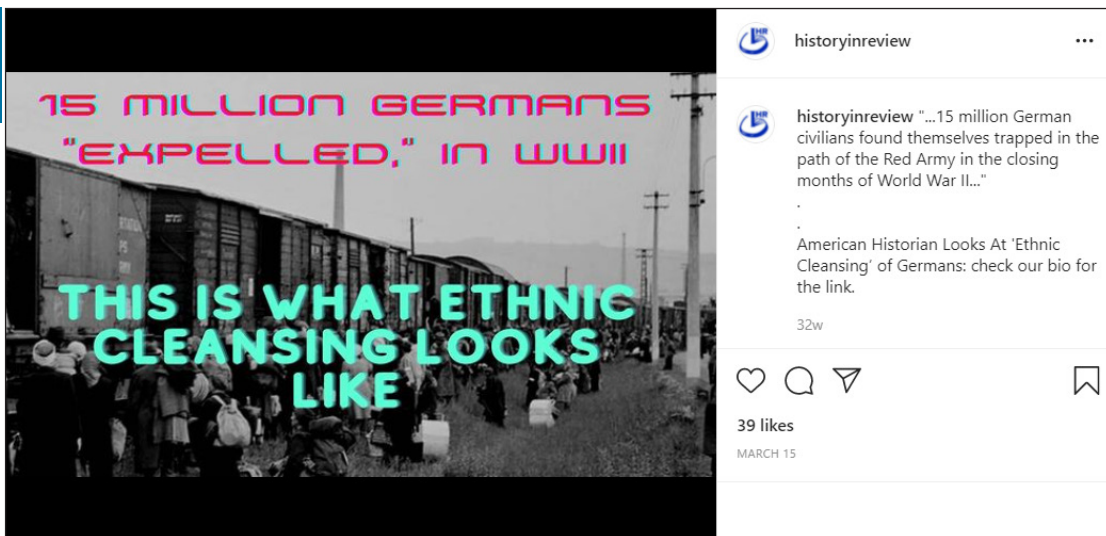 15 MILLION GERMANS
"EXPELLED," IN WWII
THIS IS WHAT ETHNIC
CLEANSING LOOKS
LIKE
historyinreview
historyinreview "...15 million German
civilians found themselves trapped in the
path of the Red Army in the closing
months of World War II..."
.
.
American Historian Looks At 'Ethnic
Cleansing' of Germans: check our bio for
the link.
32w
39 likes
MARCH 15